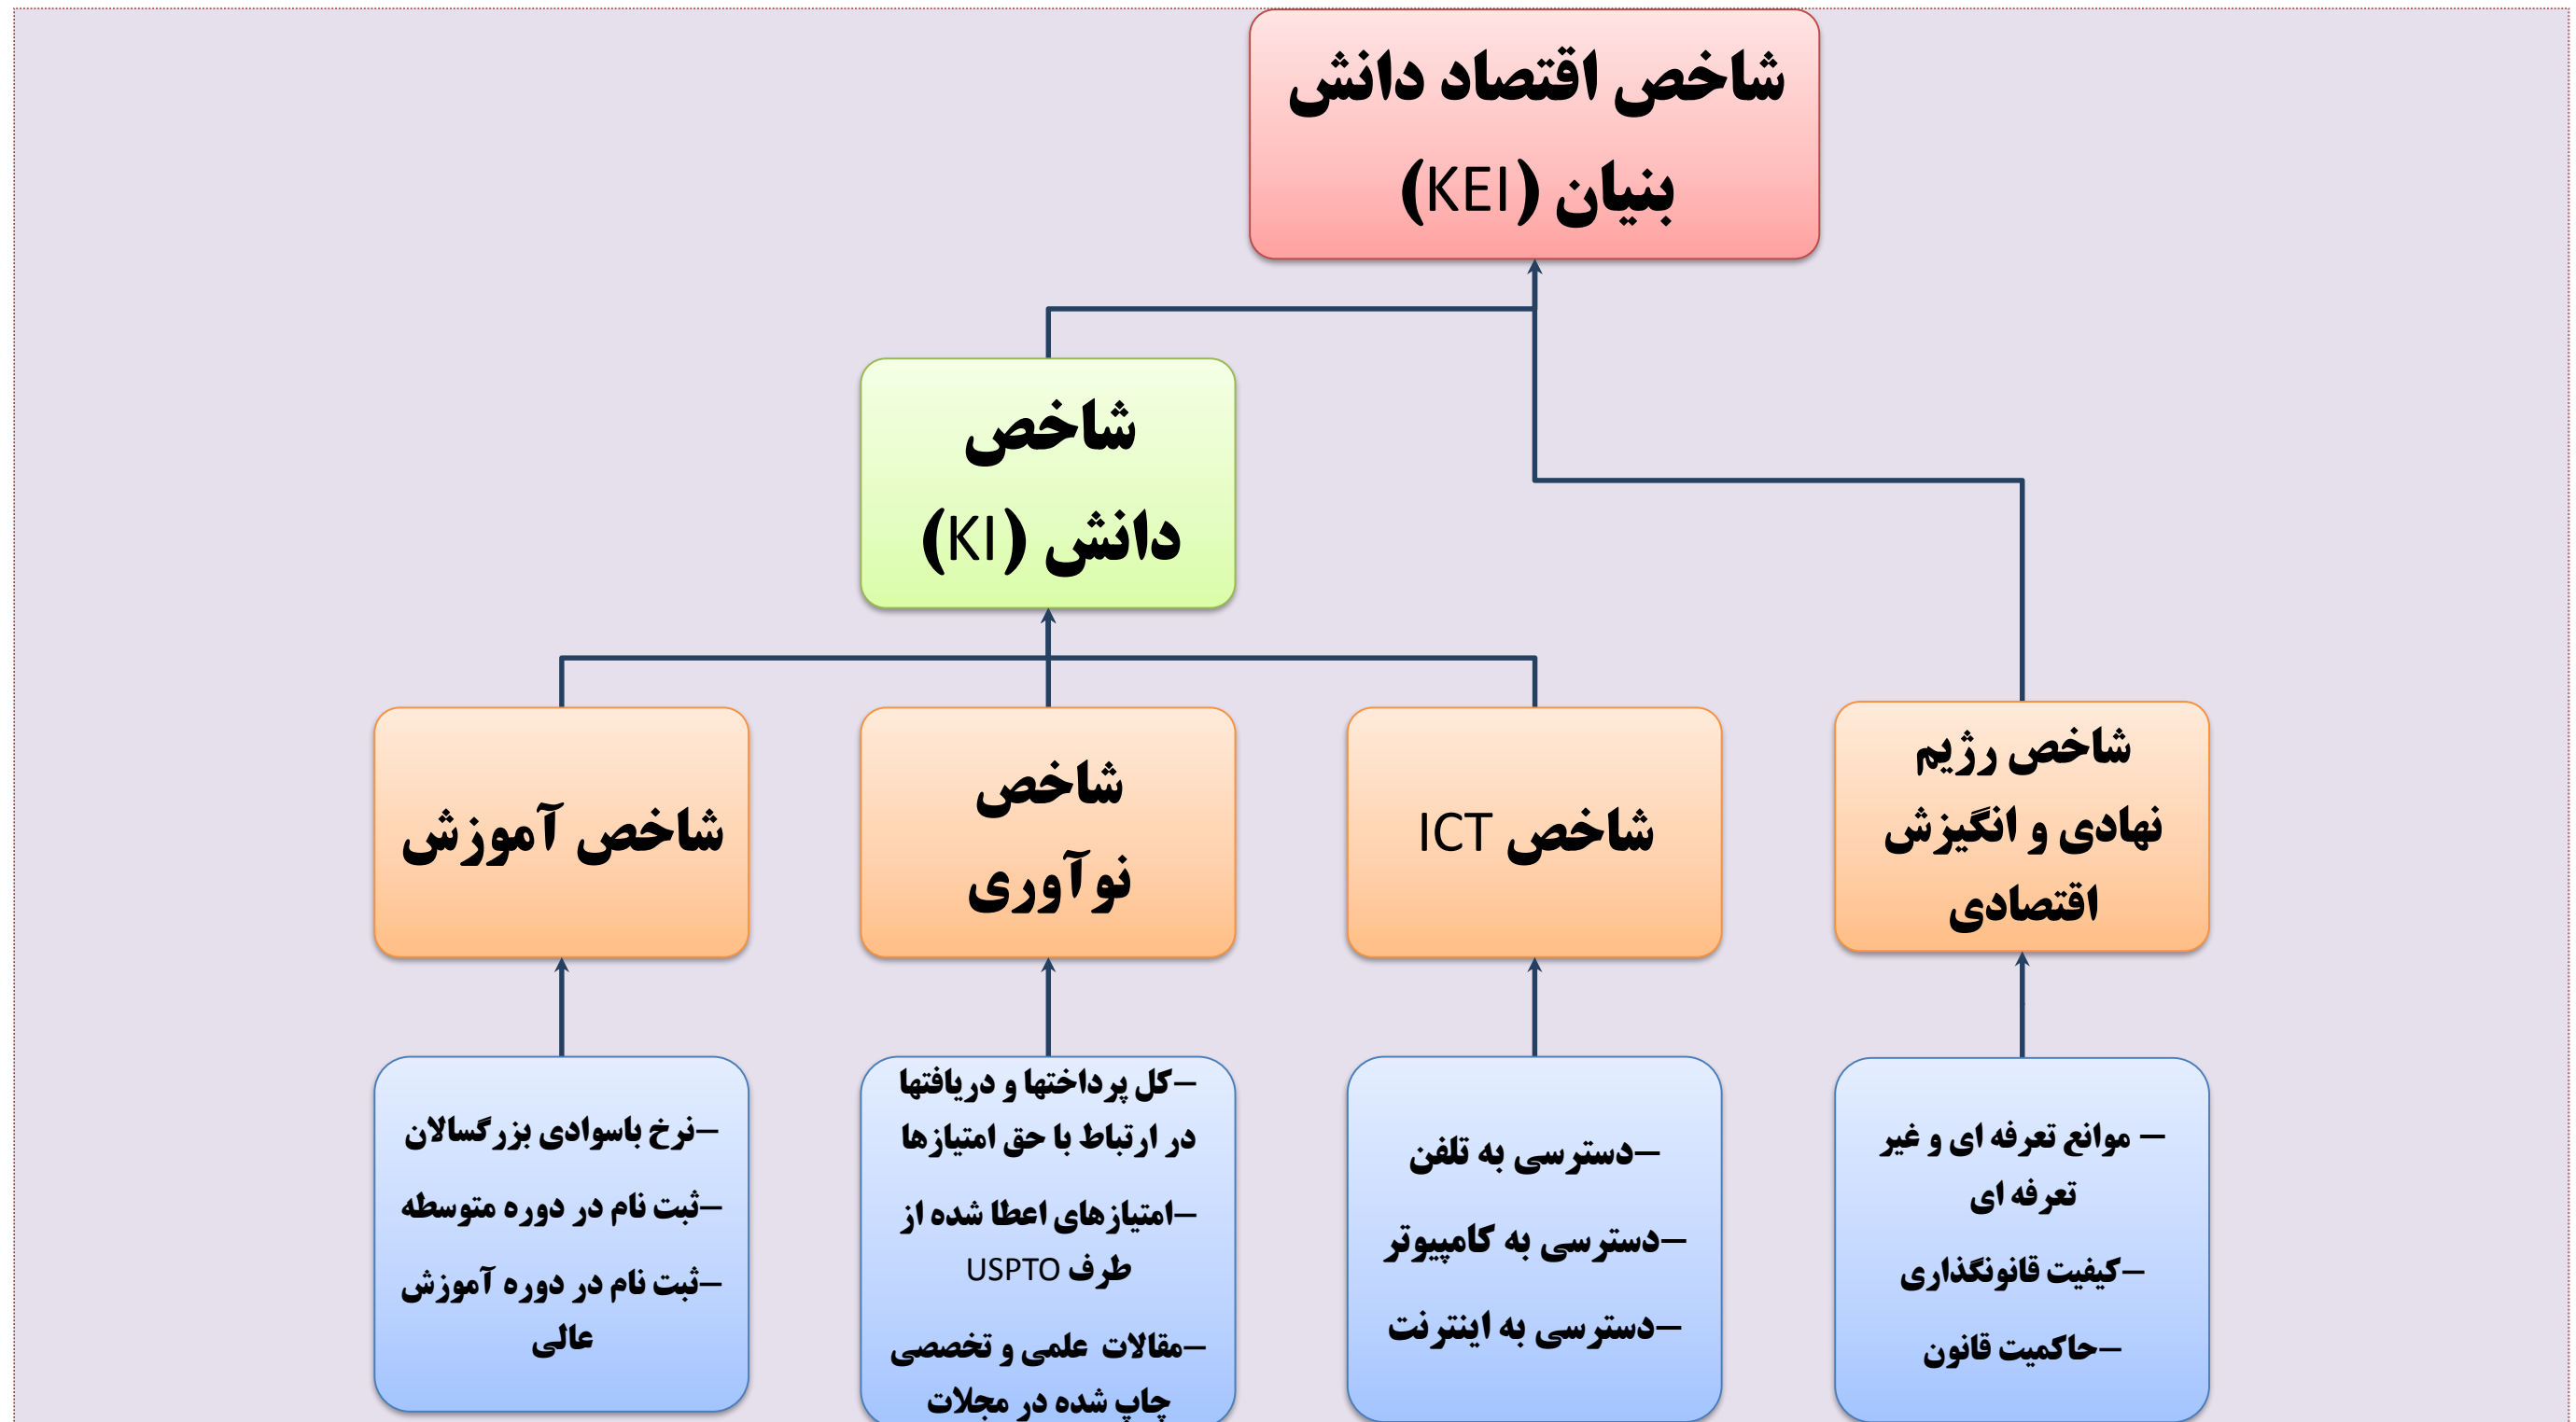 شاخص اقتصاد دانش
بنیان (KEI)
شاخص
دانش (KI)
شاخص رژیم
نهادی و انگیزش
اقتصادی
شاخص ICT
شاخص
نوآوری
شاخص آموزش
– موانع تعرفه ای و غیر
تعرفه ای
–کیفیت قانونگذاری
–حاکمیت قانون
–دسترسی به تلفن
–دسترسی به کامپیوتر
–دسترسی به اینترنت
–کل پرداختها و دریافتها
در ارتباط با حق امتیازها
–امتیازهای اعطا شده از
طرف USPTO
–مقالات علمی و تخصصی
چاپ شده در مجلات
–نرخ باسوادی بزرگسالان
–ثبت نام در دوره متوسطه
–ثبت نام در دوره آموزش
عالی